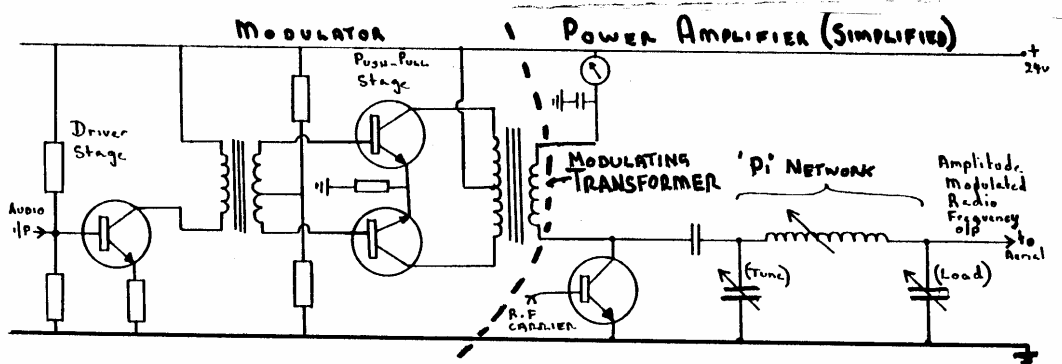 MODULATOR
POWER AMPLIFIER (SIMPLIFIED)
+
24v
PUSH-PULL
Stage
Driver
Stage
AUDIO
I/P
MODULATING
TRANSFORMER
'Pi' NETWORK
Amplitude
Modulated
Radio
Frequency
o/p
to
Aerial
(Tune)
(Load)
R.F
CARRIER